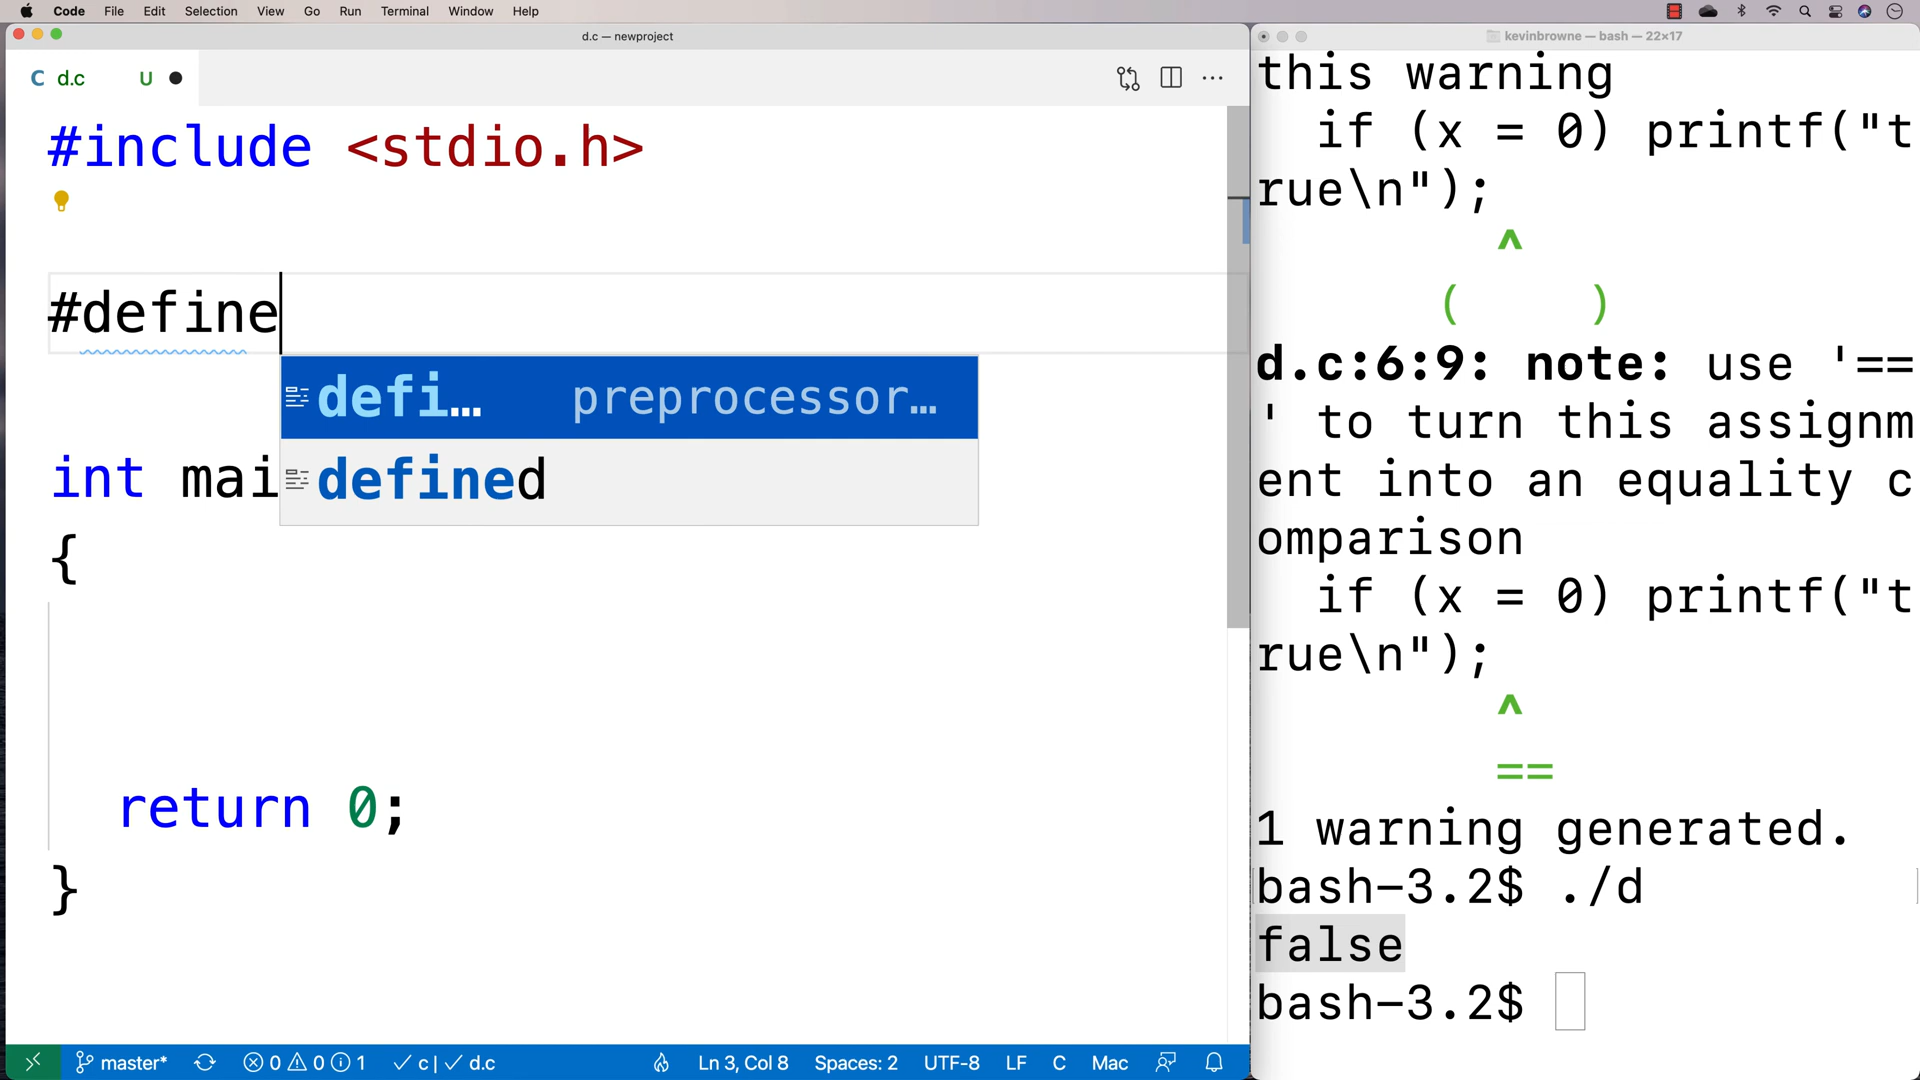 Code File Edit Selection View Go Run Terminal Window Help
d.c — newproject
C d.c U
#include <stdio.h>
#define
defi… preprocessor…
defined
int mai
{
return 0;
}
master* 0 0 1 c | d.c Ln 3, Col 8 Spaces: 2 UTF-8 LF C Mac
kevinbrowne — bash — 22×17
this warning
if (x = 0) printf("t
rue\n");
^
( )
d.c:6:9: note: use '==
' to turn this assignm
ent into an equality c
omparison
if (x = 0) printf("t
rue\n");
^
==
1 warning generated.
bash-3.2$ ./d
false
bash-3.2$